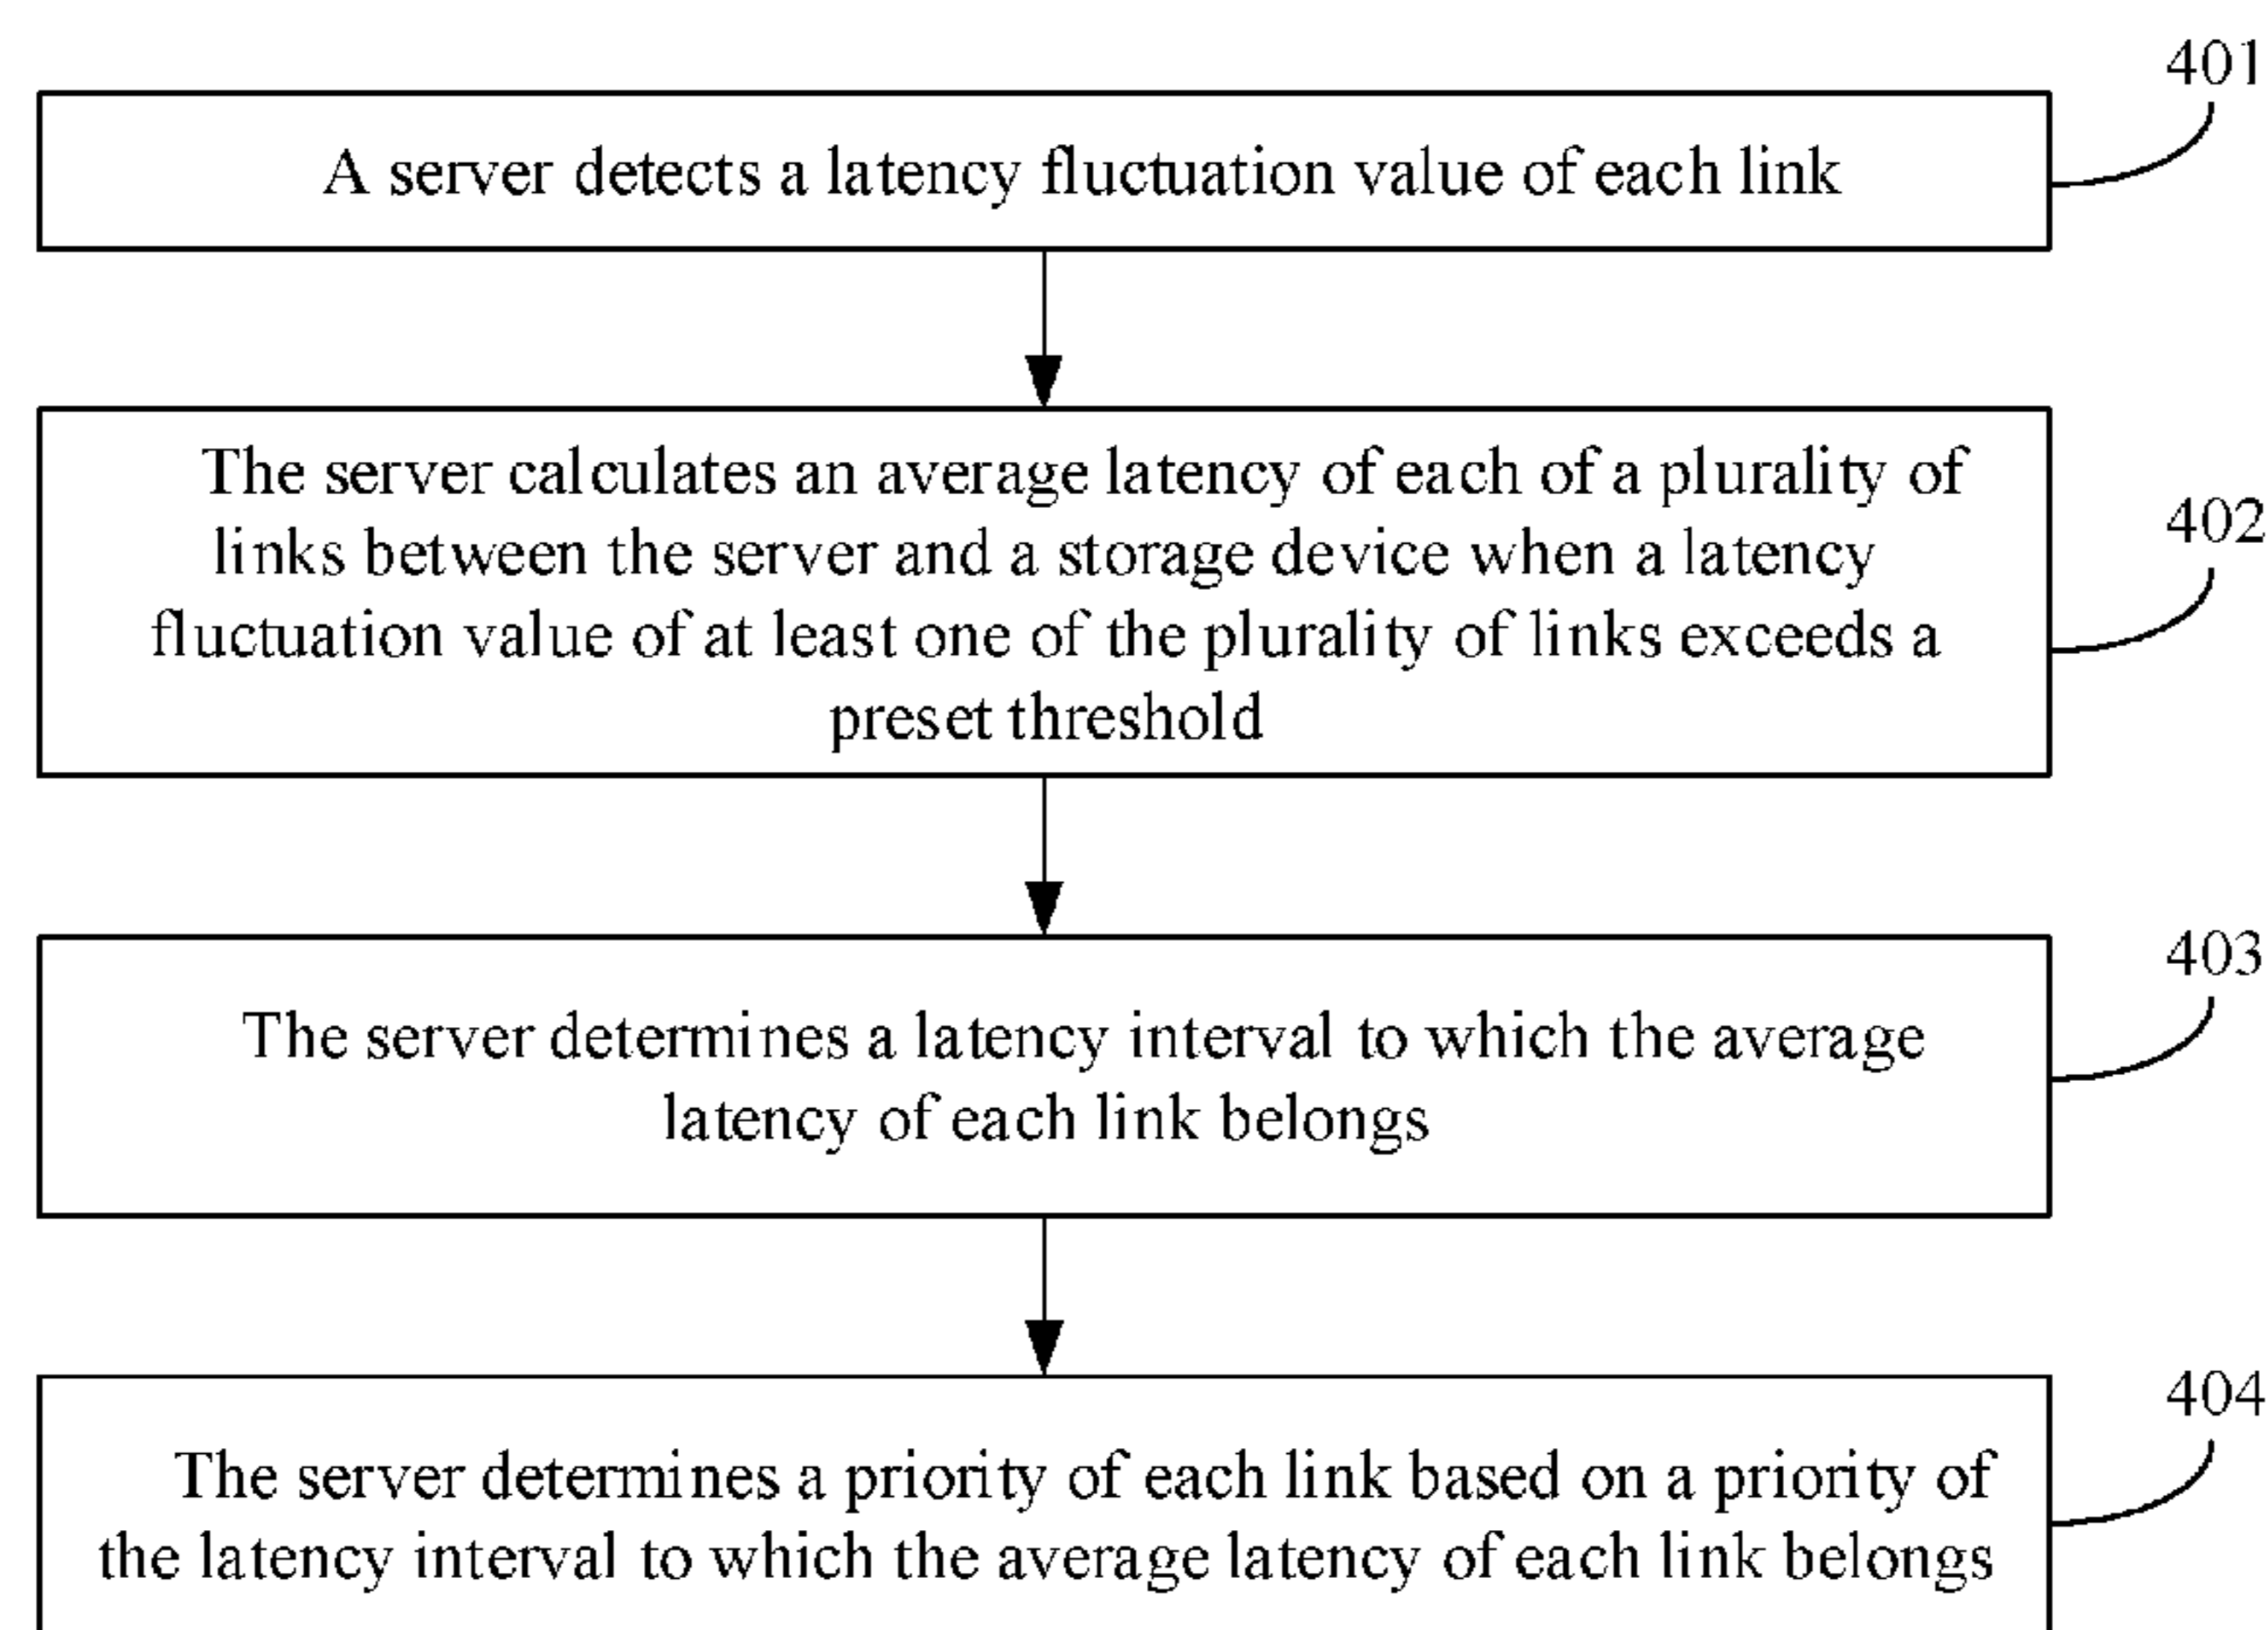 401
A server detects a latency fluctuation value of each link
The server calculates an average latency of each of a plurality of
links between the server and a storage device when a latency
fluctuation value of at least one of the plurality of links exceeds a
preset threshold
402
The server determines a latency interval to which the average
latency of each link belongs
403
The server determines a priority of each link based on a priority of
the latency interval to which the average latency of each link belongs
404